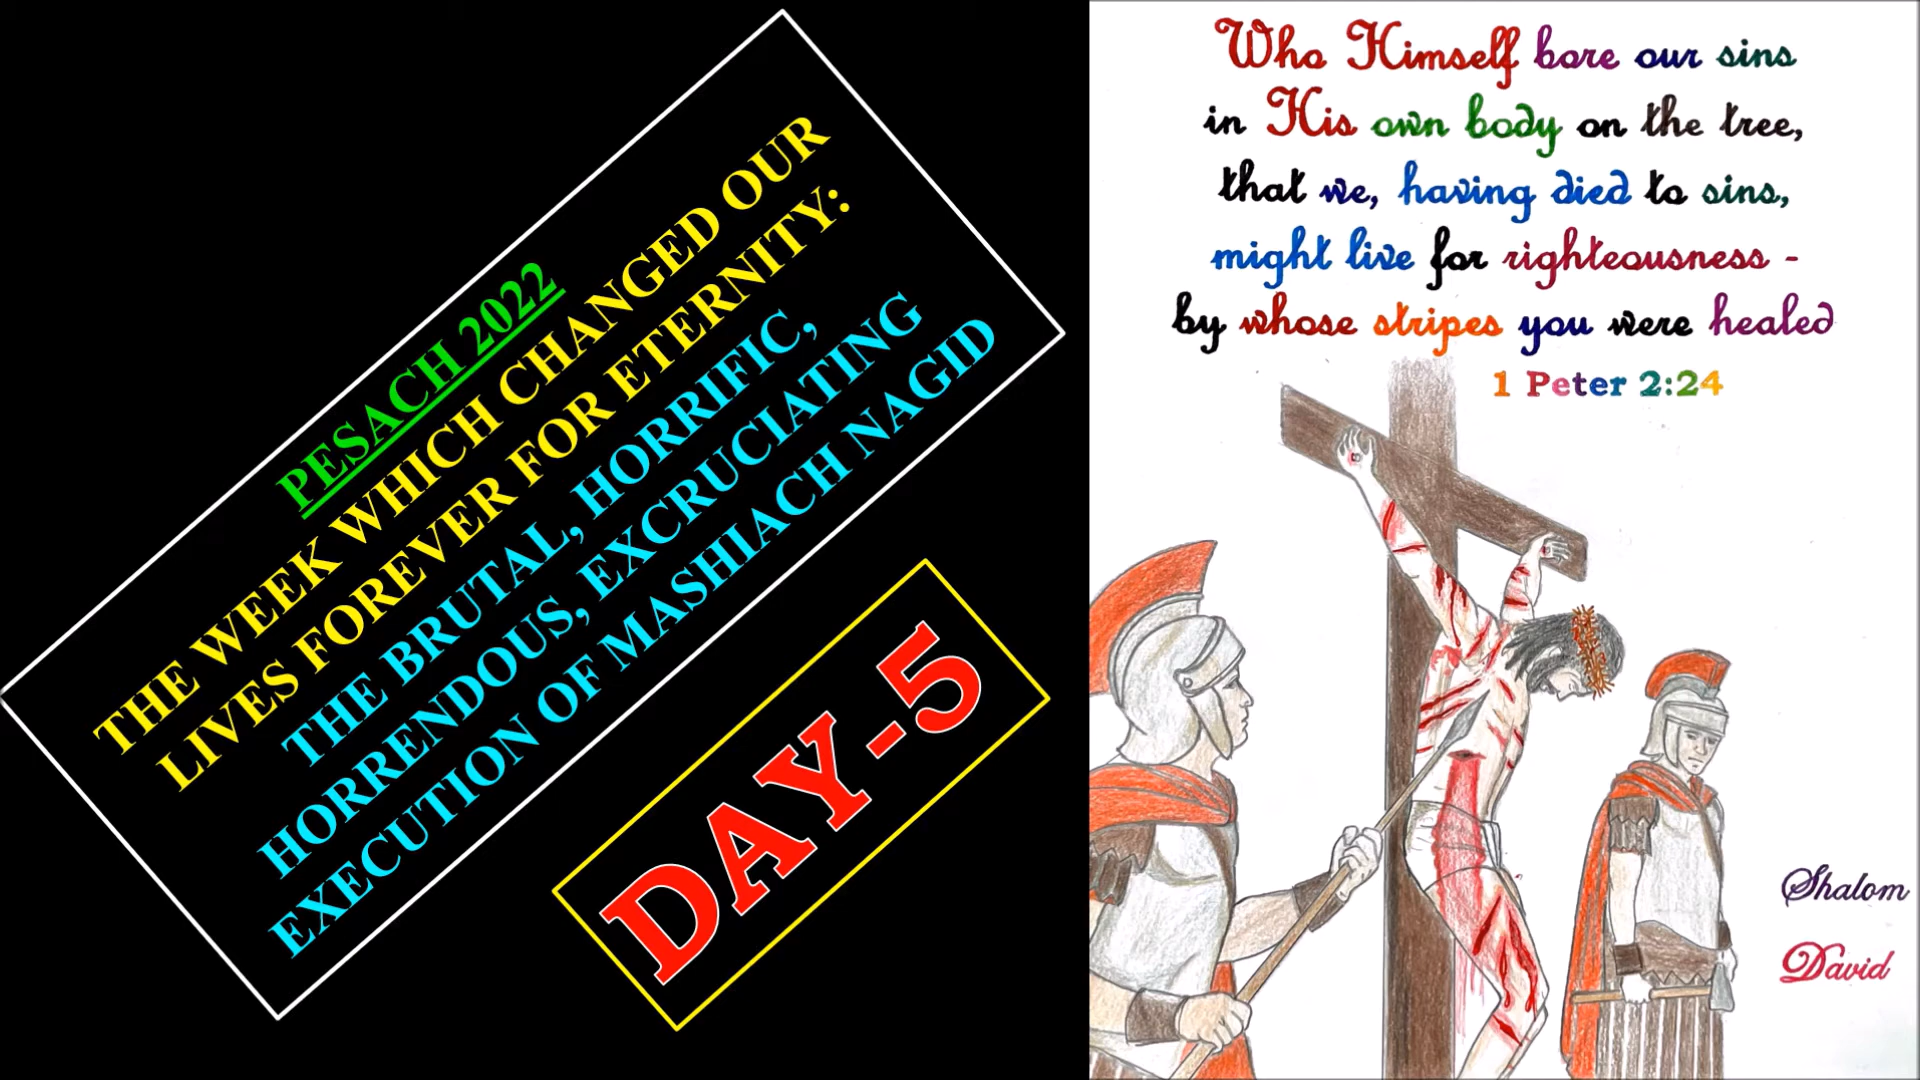 PESACH 2022
THE WEEK WHICH CHANGED OUR
LIVES FOREVER FOR ETERNITY:
THE BRUTAL, HORRIFIC,
HORRENDOUS, EXCRUCIATING
EXECUTION OF MASHIACH NAGID
DAY-5
Who Himself bore our sins
in His own body on the tree,
that we, having died to sins,
might live for righteousness -
by whose stripes you were healed
1 Peter 2:24
Shalom
David